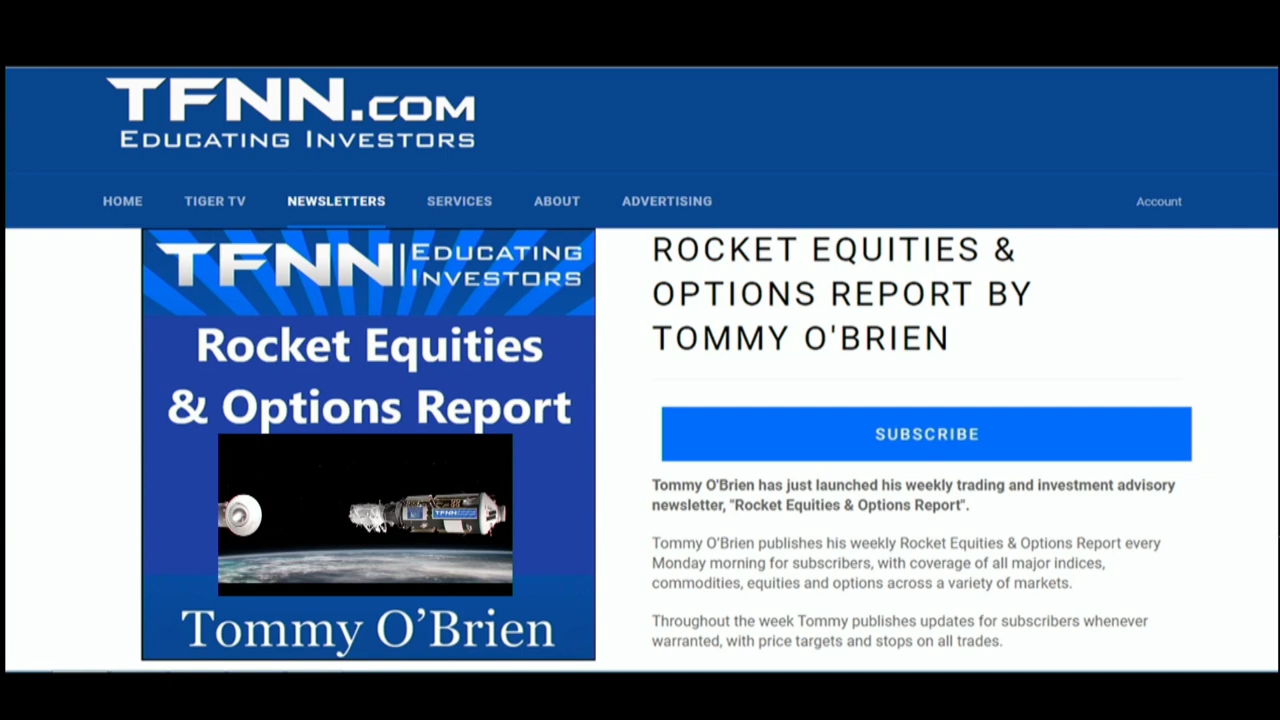 TFNN.COM
EDUCATING INVESTORS
HOME TIGER TV NEWSLETTERS SERVICES ABOUT ADVERTISING Account
TFNN EDUCATING
INVESTORS
Rocket Equities
& Options Report
TFNN
Tommy O’Brien
ROCKET EQUITIES &
OPTIONS REPORT BY
TOMMY O'BRIEN
SUBSCRIBE
Tommy O'Brien has just launched his weekly trading and investment advisory
newsletter, "Rocket Equities & Options Report".
Tommy O’Brien publishes his weekly Rocket Equities & Options Report every
Monday morning for subscribers, with coverage of all major indices,
commodities, equities and options across a variety of markets.
Throughout the week Tommy publishes updates for subscribers whenever
warranted, with price targets and stops on all trades.